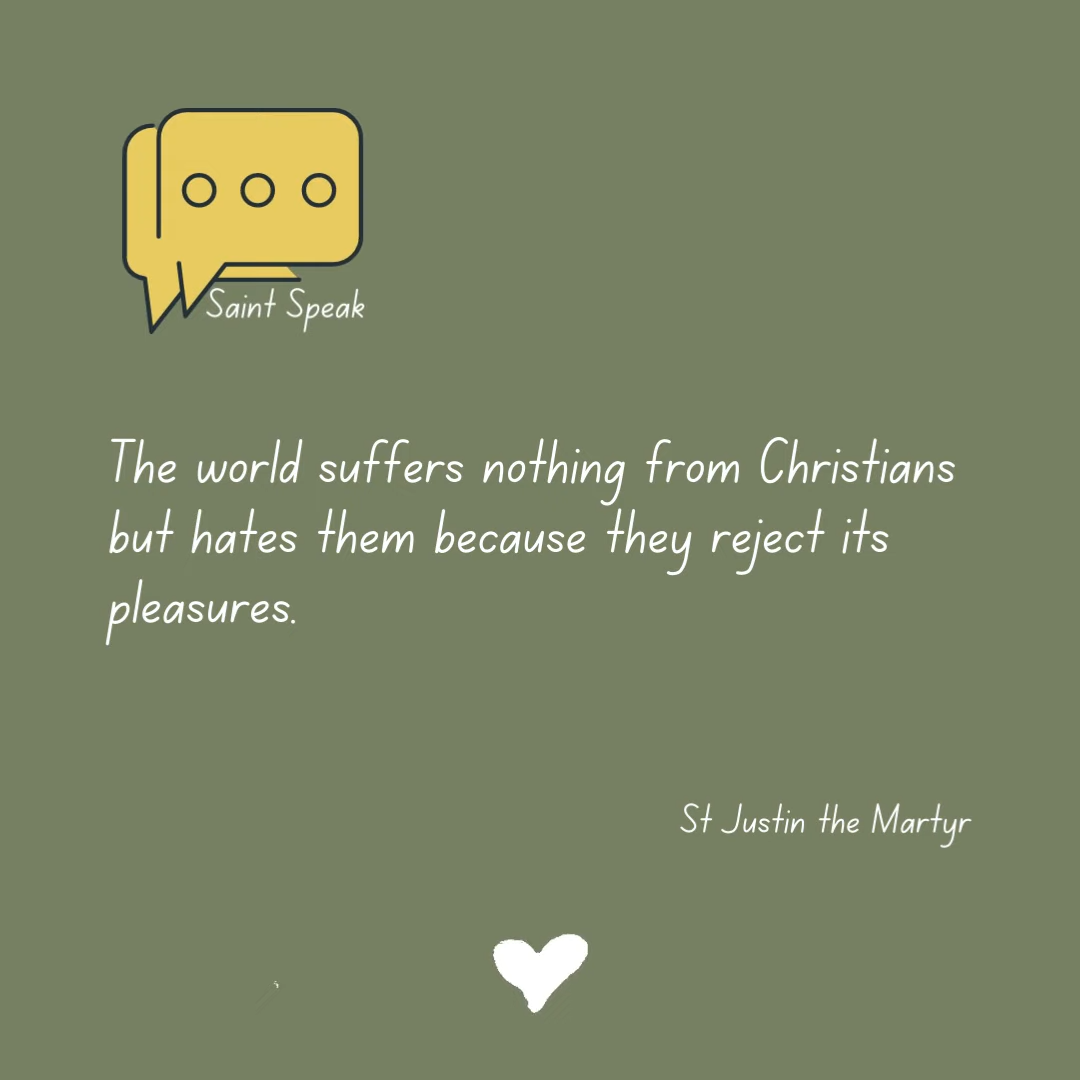 Saint Speak
The world suffers nothing from Christians
but hates them because they reject its
pleasures.
St Justin the Martyr